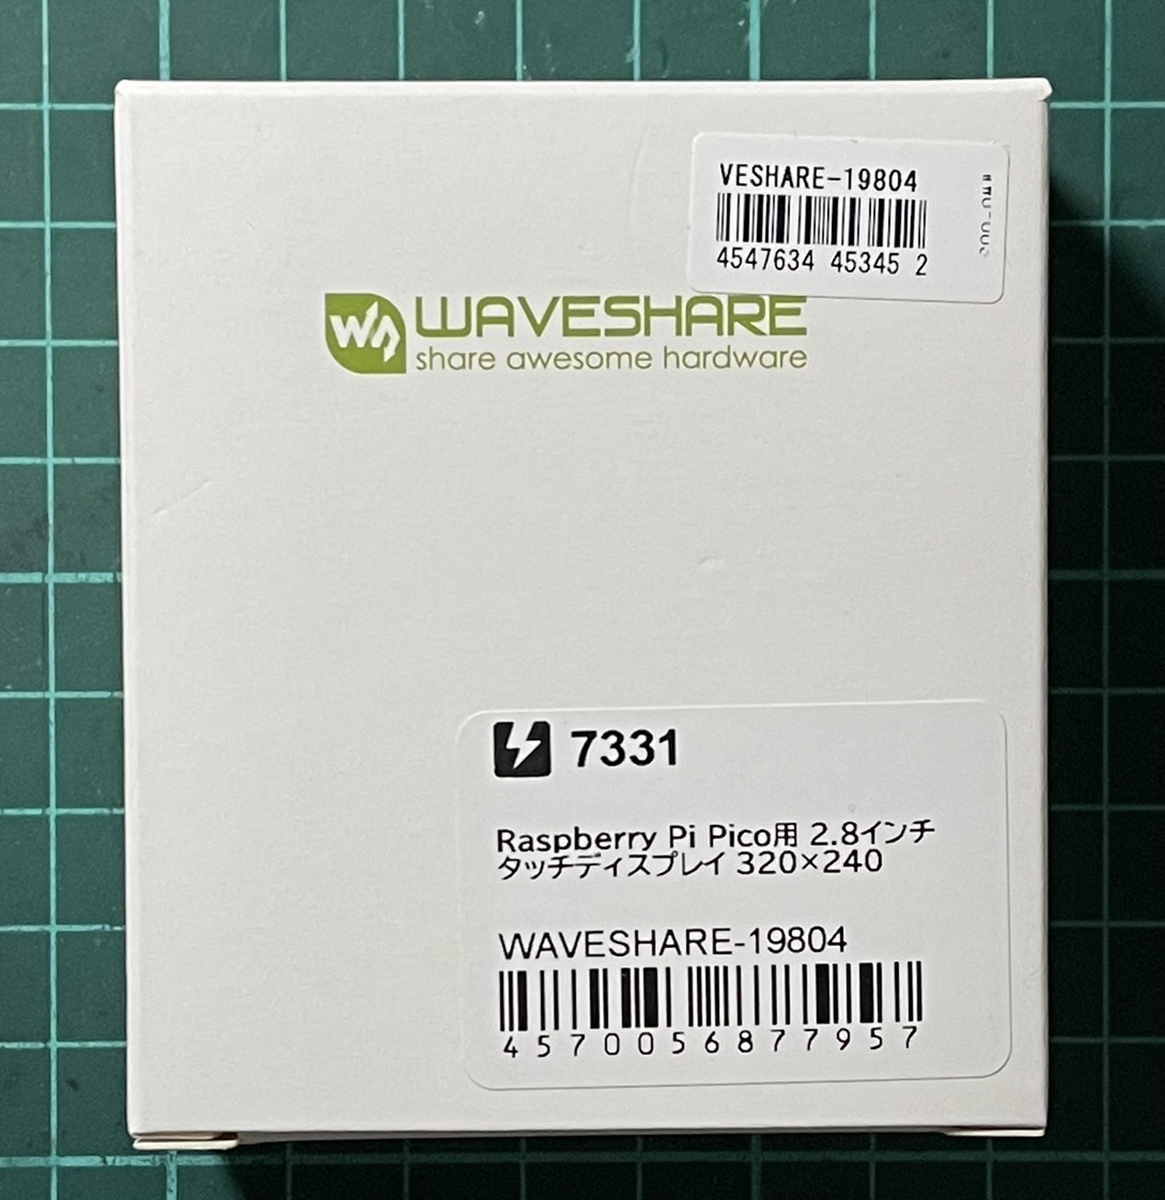 VESHARE-19804
4547634 45345 2
WAVESHARE
share awesome hardware
7331
Raspberry Pi Pico用 2.8インチ
タッチディスプレイ 320×240
WAVESHARE-19804
4570056877957